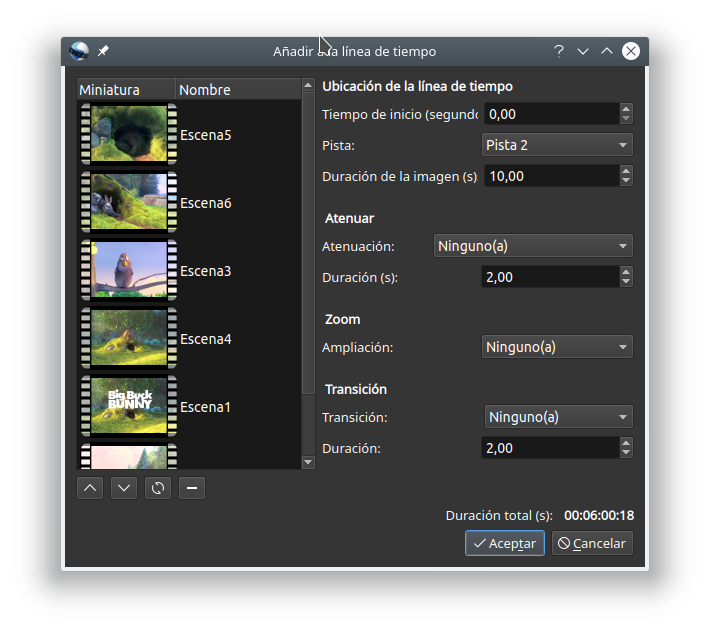 Añadir a la línea de tiempo
Miniatura Nombre
Escena5
Escena6
Escena3
Escena4
Big Buck
BUNNY
Escena1
Ubicación de la línea de tiempo
Tiempo de inicio (segund 0,00
Pista: Pista 2
Duración de la imagen (s) 10,00
Atenuar
Atenuación: Ninguno(a)
Duración (s): 2,00
Zoom
Ampliación: Ninguno(a)
Transición
Transición: Ninguno(a)
Duración: 2,00
Duración total (s): 00:06:00:18
Aceptar Cancelar